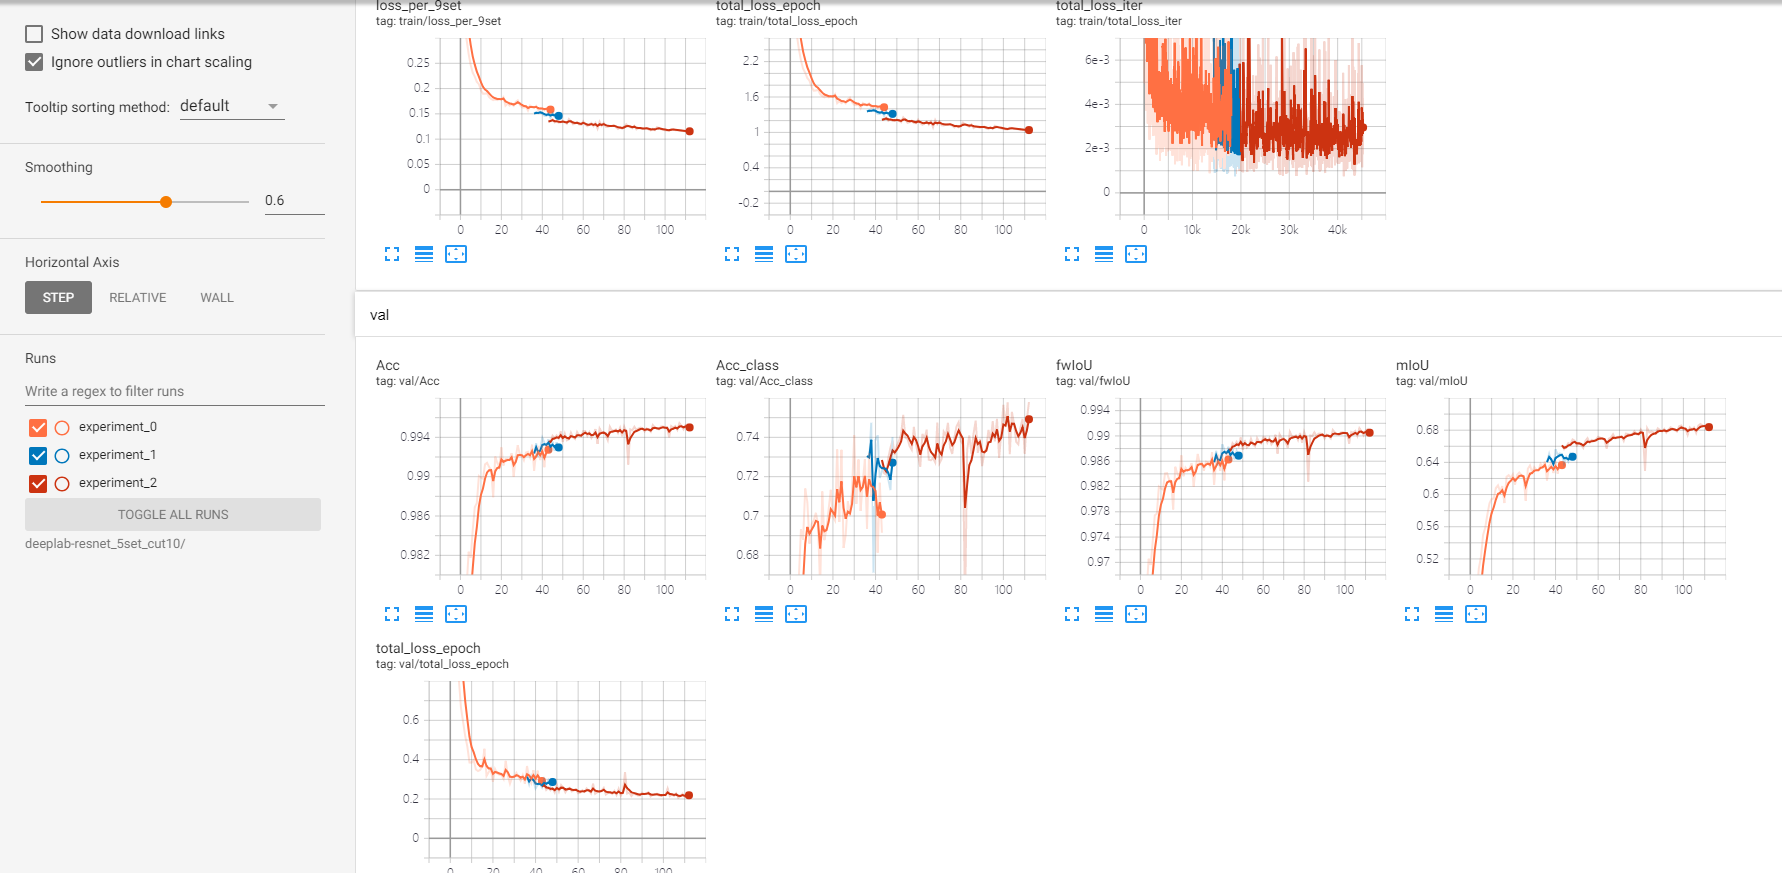 Show data download links
Ignore outliers in chart scaling
Tooltip sorting method: default
Smoothing
0.6
Horizontal Axis
STEP RELATIVE WALL
Runs
Write a regex to filter runs
experiment_0
experiment_1
experiment_2
TOGGLE ALL RUNS
deeplab-resnet_5set_cut10/
loss_per_9set
tag: train/loss_per_9set
0.25
0.2
0.15
0.1
0.05
0
0 20 40 60 80 100
total_loss_epoch
tag: train/total_loss_epoch
2.2
1.6
1
0.4
-0.2
0 20 40 60 80 100
total_loss_iter
tag: train/total_loss_iter
6e-3
4e-3
2e-3
0
0 10k 20k 30k 40k
val
Acc
tag: val/Acc
0.994
0.99
0.986
0.982
0 20 40 60 80 100
Acc_class
tag: val/Acc_class
0.74
0.72
0.7
0.68
0 20 40 60 80 100
fwIoU
tag: val/fwIoU
0.994
0.99
0.986
0.982
0.978
0.974
0.97
0 20 40 60 80 100
mIoU
tag: val/mIoU
0.68
0.64
0.6
0.56
0.52
0 20 40 60 80 100
total_loss_epoch
tag: val/total_loss_epoch
0.6
0.4
0.2
0
0 20 40 60 80 100